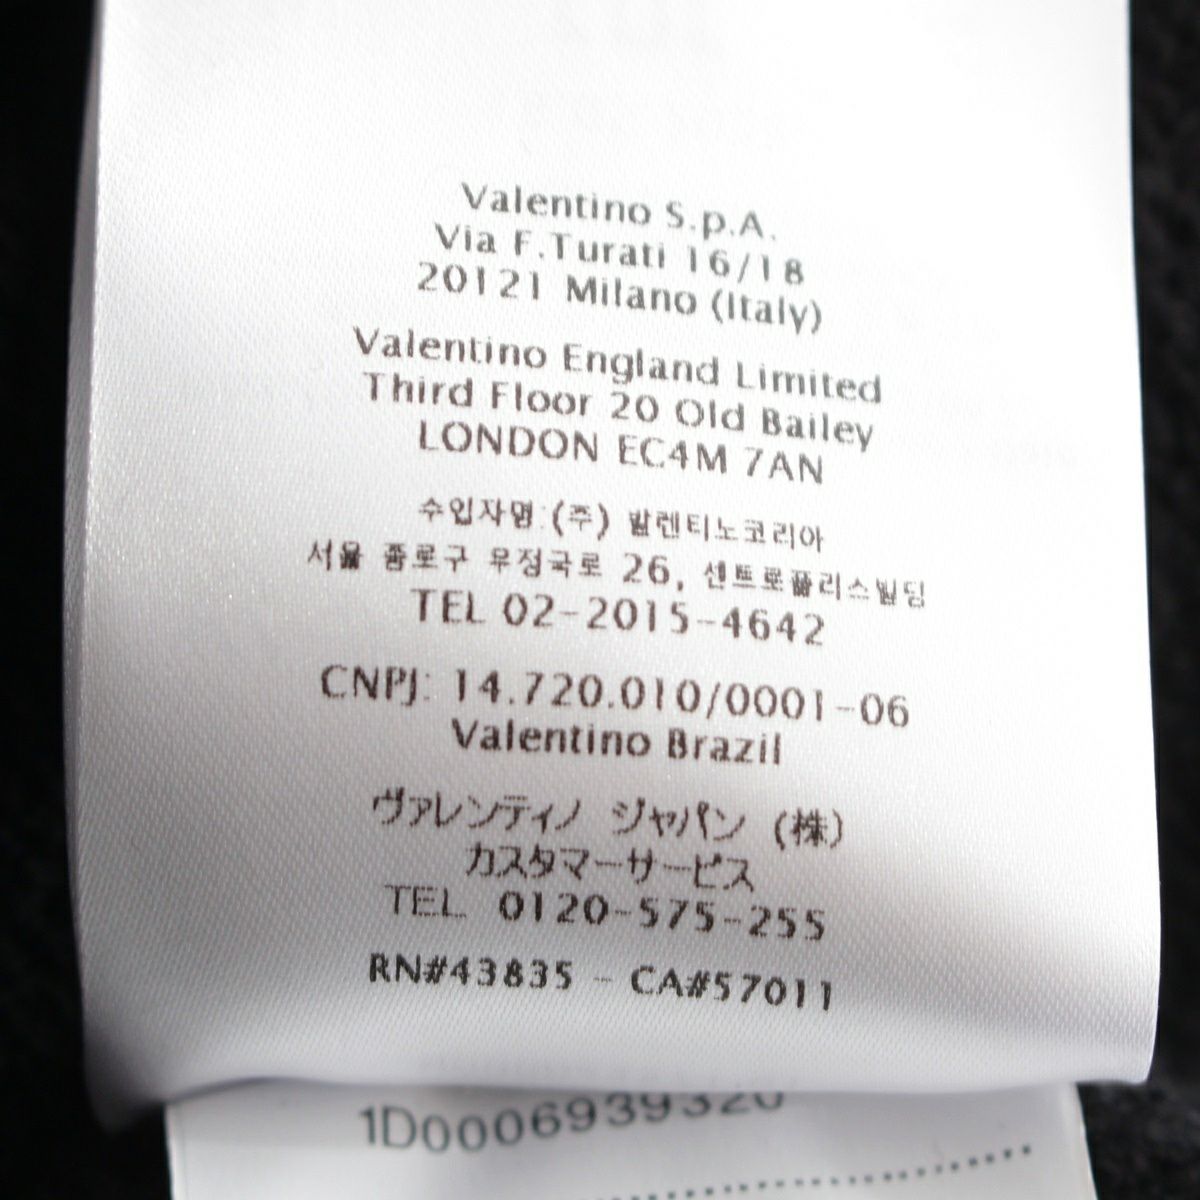 Valentino S.p.A.
Via F.Turati 16/18
20121 Milano (Italy)
Valentino England Limited
Third Floor 20 Old Bailey
LONDON EC4M 7AN
수입자명:(주) 발렌티노코리아
서울 종로구 우정국로 26, 센트로폴리스빌딩
TEL 02-2015-4642
CNPJ: 14.720.010/0001-06
Valentino Brazil
ヴァレンティノ ジャパン (株)
カスタマーサービス
TEL 0120-575-255
RN#43835 - CA#57011
1D0006939320